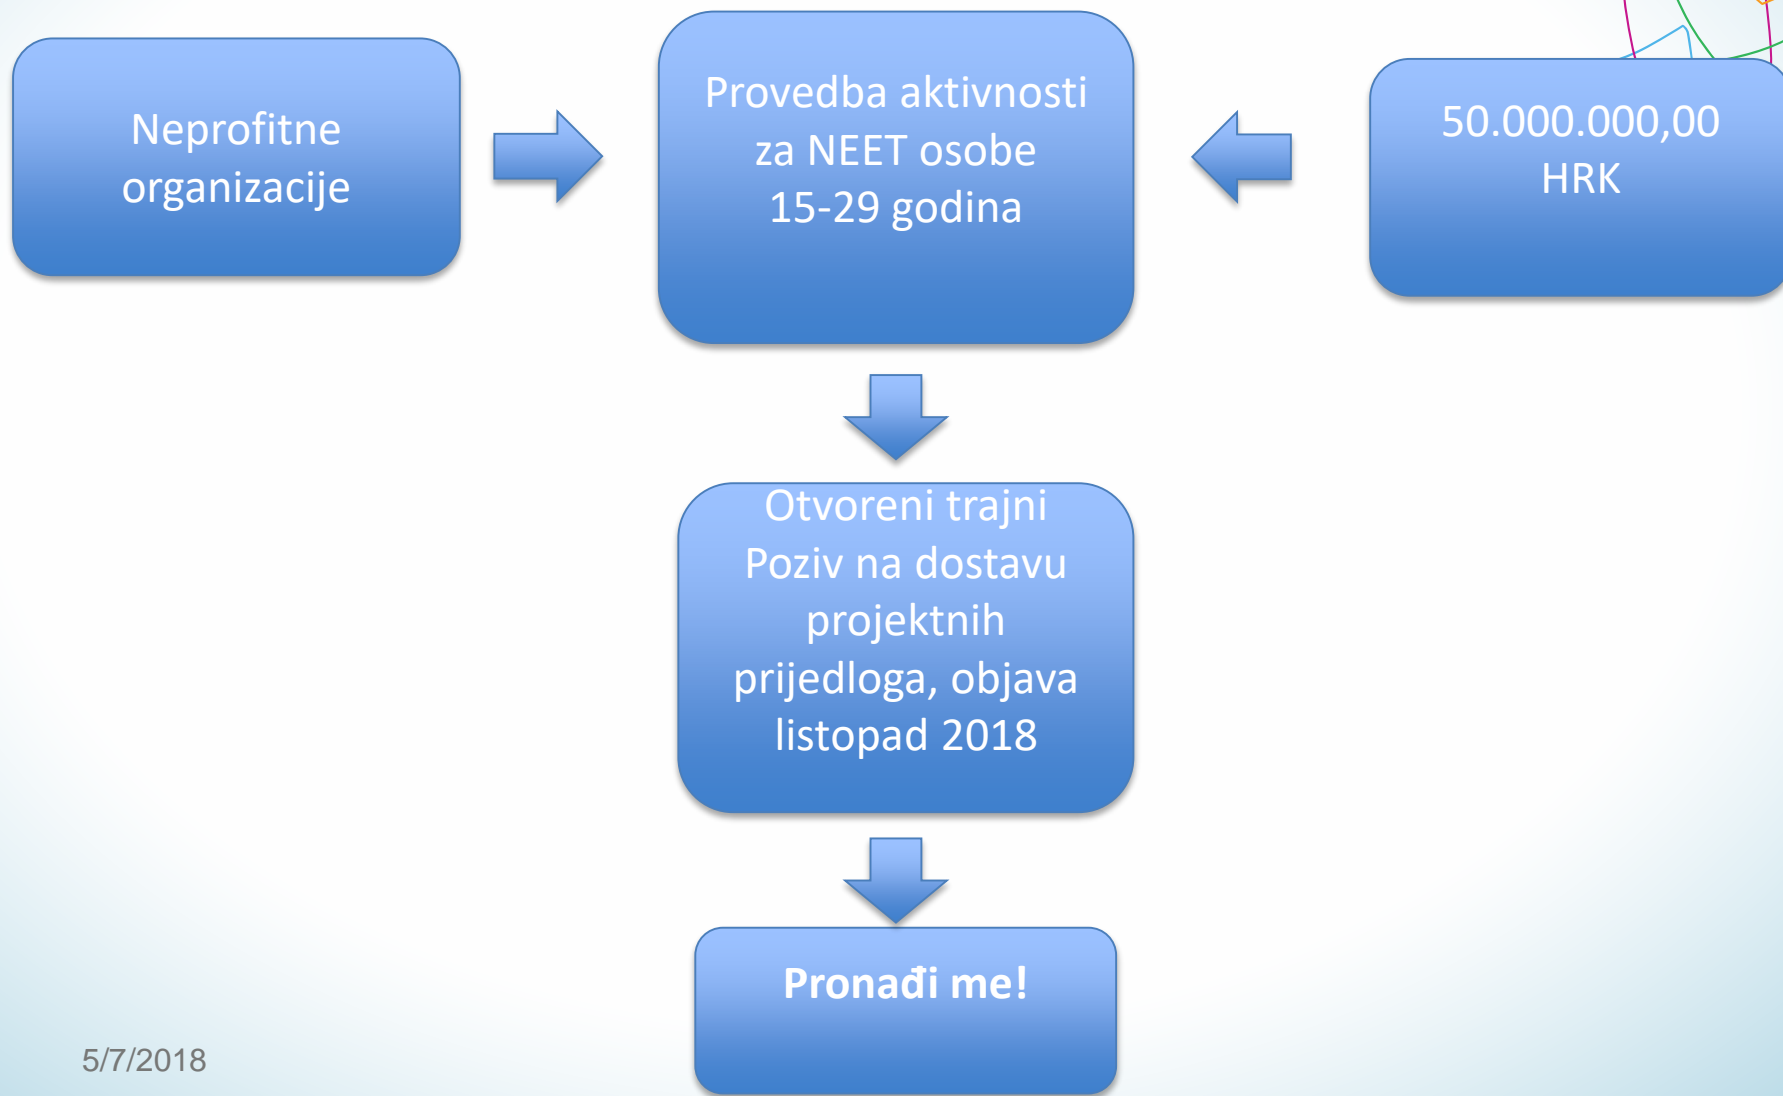 Neprofitne
organizacije
Provedba aktivnosti
za NEET osobe
15-29 godina
50.000.000,00
HRK
Otvoreni trajni
Poziv na dostavu
projektnih
prijedloga, objava
listopad 2018
Pronađi me!
5/7/2018